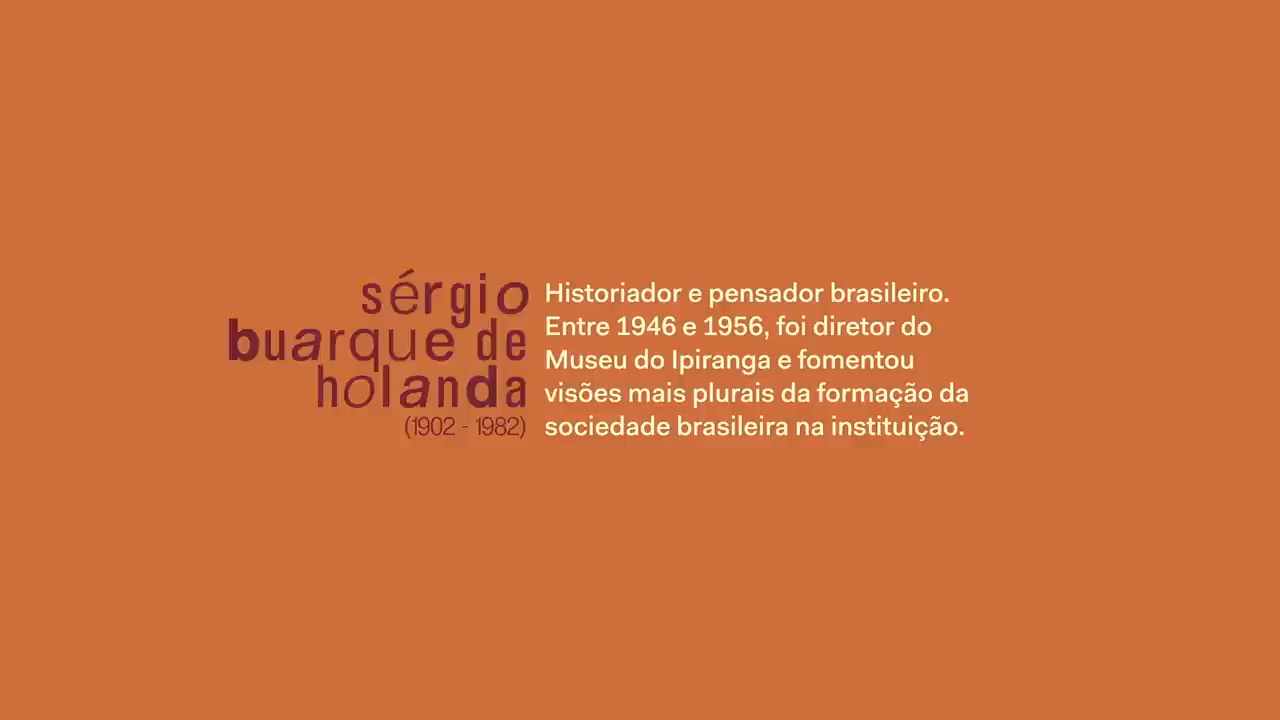 sérgio
buarque de
holanda
(1902 - 1982)
Historiador e pensador brasileiro.
Entre 1946 e 1956, foi diretor do
Museu do Ipiranga e fomentou
visões mais plurais da formação da
sociedade brasileira na instituição.